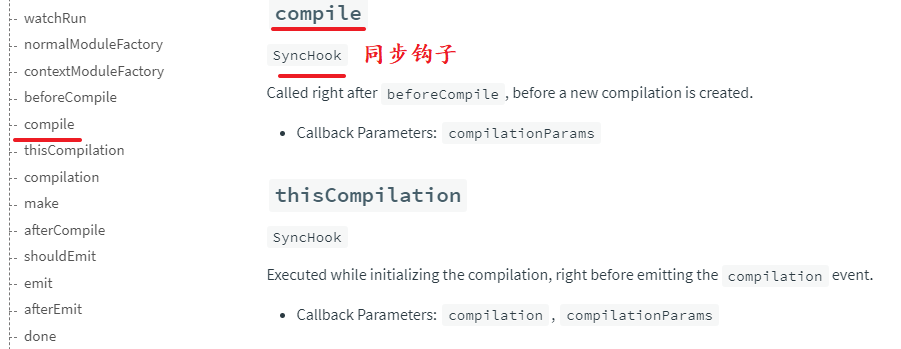 watchRun
normalModuleFactory
contextModuleFactory
beforeCompile
compile
thisCompilation
compilation
make
afterCompile
shouldEmit
emit
afterEmit
done
compile
SyncHook 同步钩子
Called right after beforeCompile, before a new compilation is created.
• Callback Parameters: compilationParams
thisCompilation
SyncHook
Executed while initializing the compilation, right before emitting the compilation event.
• Callback Parameters: compilation, compilationParams